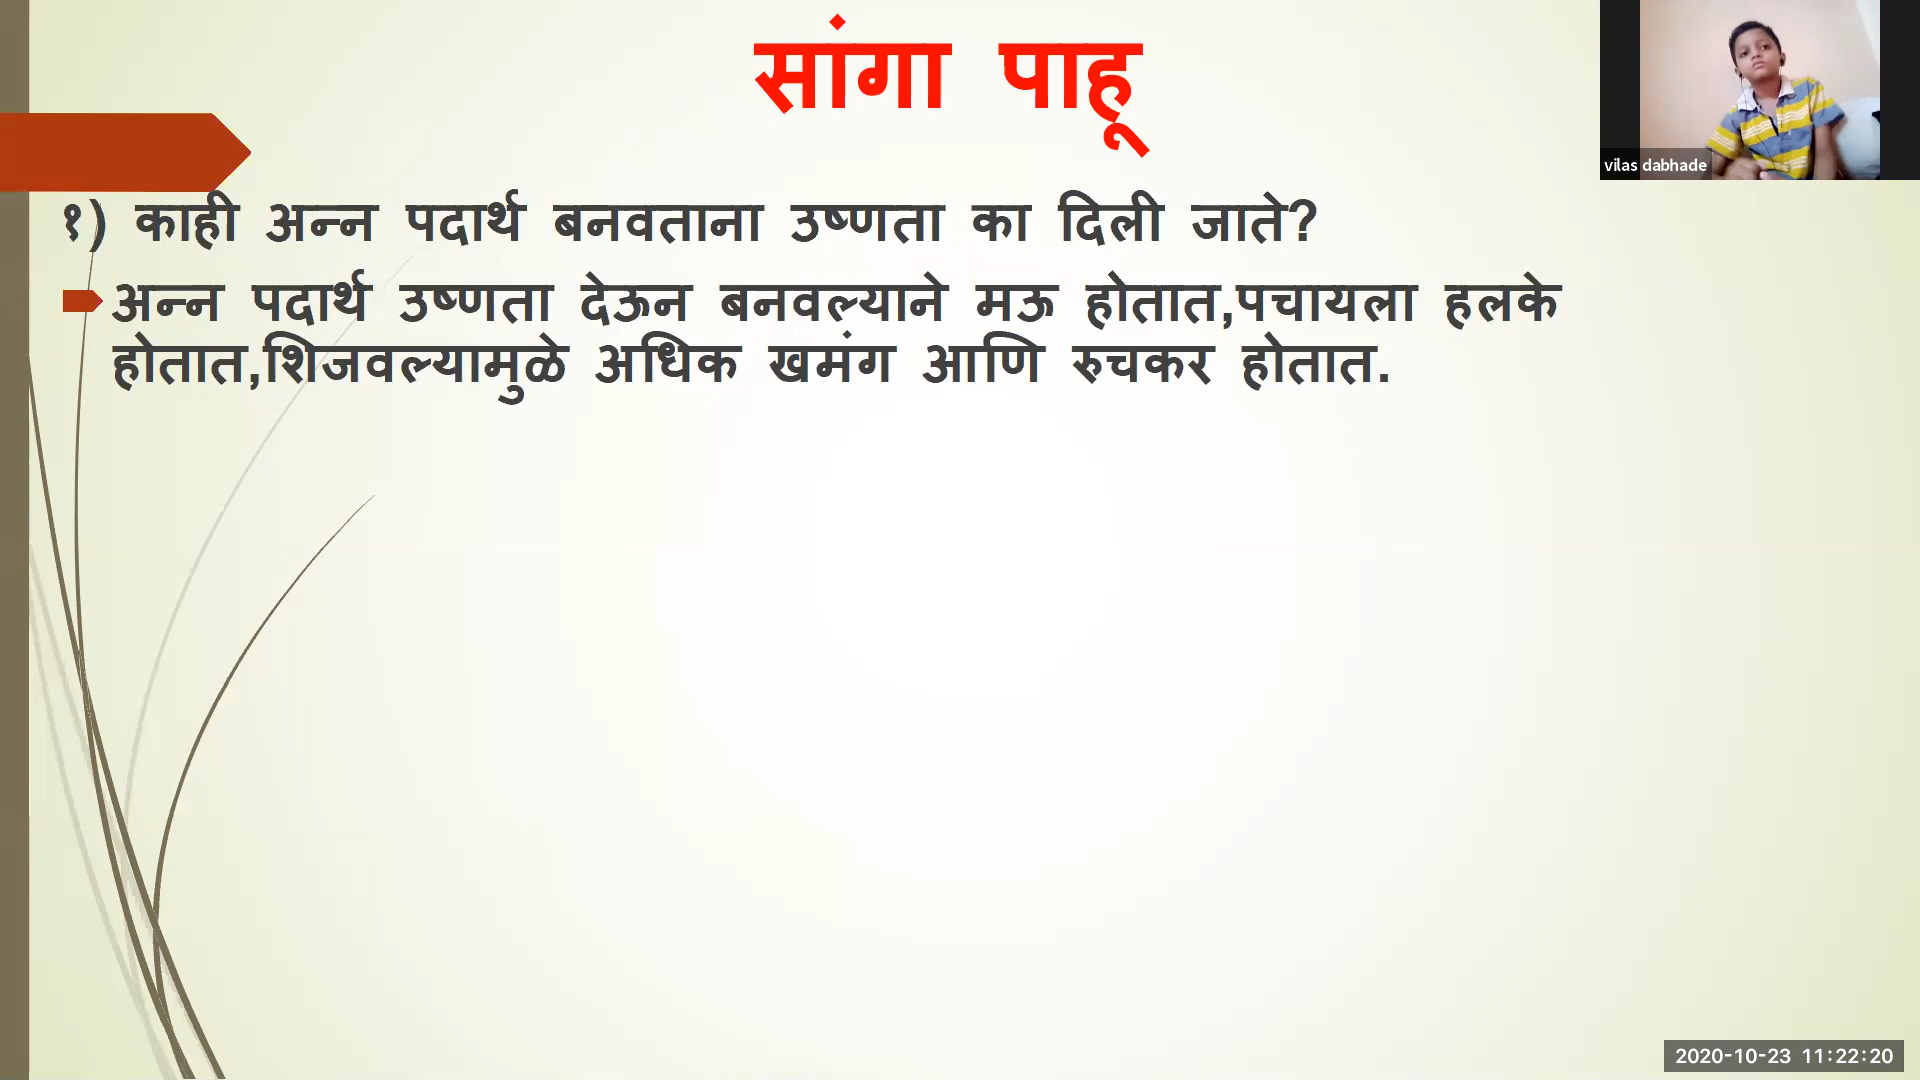 सांगा पाहू
vilas dabhade
१) काही अन्न पदार्थ बनवताना उष्णता का दिली जाते?
अन्न पदार्थ उष्णता देऊन बनवल्याने मऊ होतात,पचायला हलके
होतात,शिजवल्यामुळे अधिक खमंग आणि रुचकर होतात.
2020-10-23 11:22:20